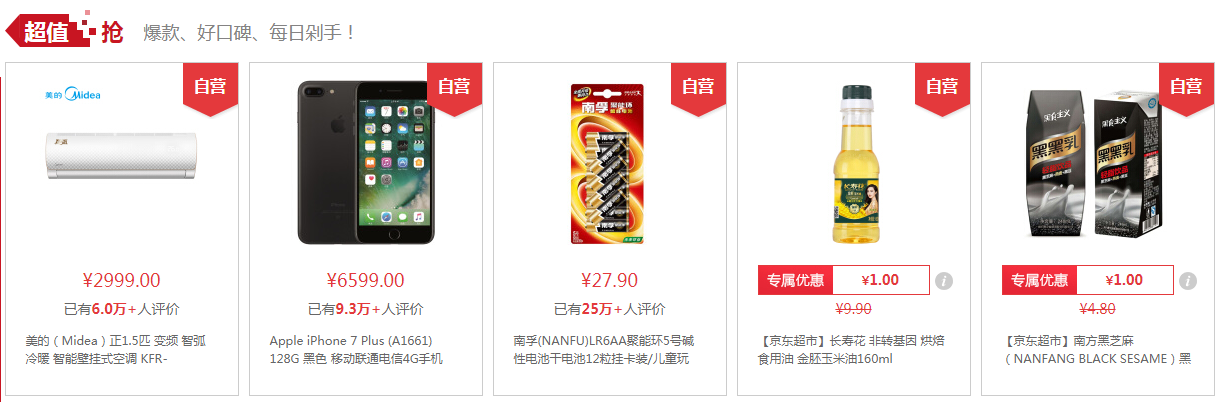 超值 抢
爆款、好口碑、每日剁手！
自营
美的 Midea
¥2999.00
已有6.0万+人评价
美的（Midea）正1.5匹 变频 智弧
冷暖 智能壁挂式空调 KFR-
自营
¥6599.00
已有9.3万+人评价
Apple iPhone 7 Plus (A1661)
128G 黑色 移动联通电信4G手机
自营
南孚
聚能环
¥27.90
已有25万+人评价
南孚(NANFU)LR6AA聚能环5号碱
性电池干电池12粒挂卡装/儿童玩
自营
长寿花
专属优惠 ¥1.00
¥9.90
【京东超市】长寿花 非转基因 烘焙
食用油 金胚玉米油160ml
自营
黑黑乳
黑黑乳
专属优惠 ¥1.00
¥4.80
【京东超市】南方黑芝麻
（NANFANG BLACK SESAME）黑